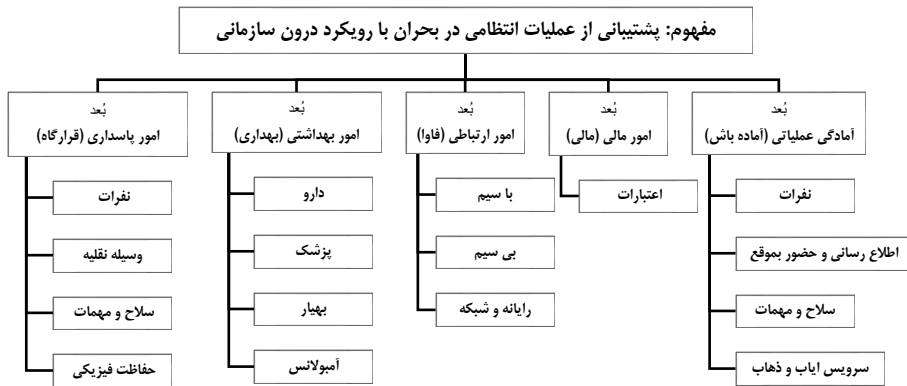 مفهوم: پشتیبانی از عملیات انتظامی در بحران با رویکرد درون سازمانی
بُعد
آمادگی عملیاتی (آماده باش)
نفرات
اطلاع رسانی و حضور بموقع
سلاح و مهمات
سرویس ایاب و ذهاب
بُعد
امور مالی (مالی)
اعتبارات
بُعد
امور ارتباطی (فاوا)
با سیم
بی سیم
رایانه و شبکه
بُعد
امور بهداشتی (بهداری)
دارو
پزشک
بهیار
آمبولانس
بُعد
امور پاسداری (قرارگاه)
نفرات
وسیله نقلیه
سلاح و مهمات
حفاظت فیزیکی